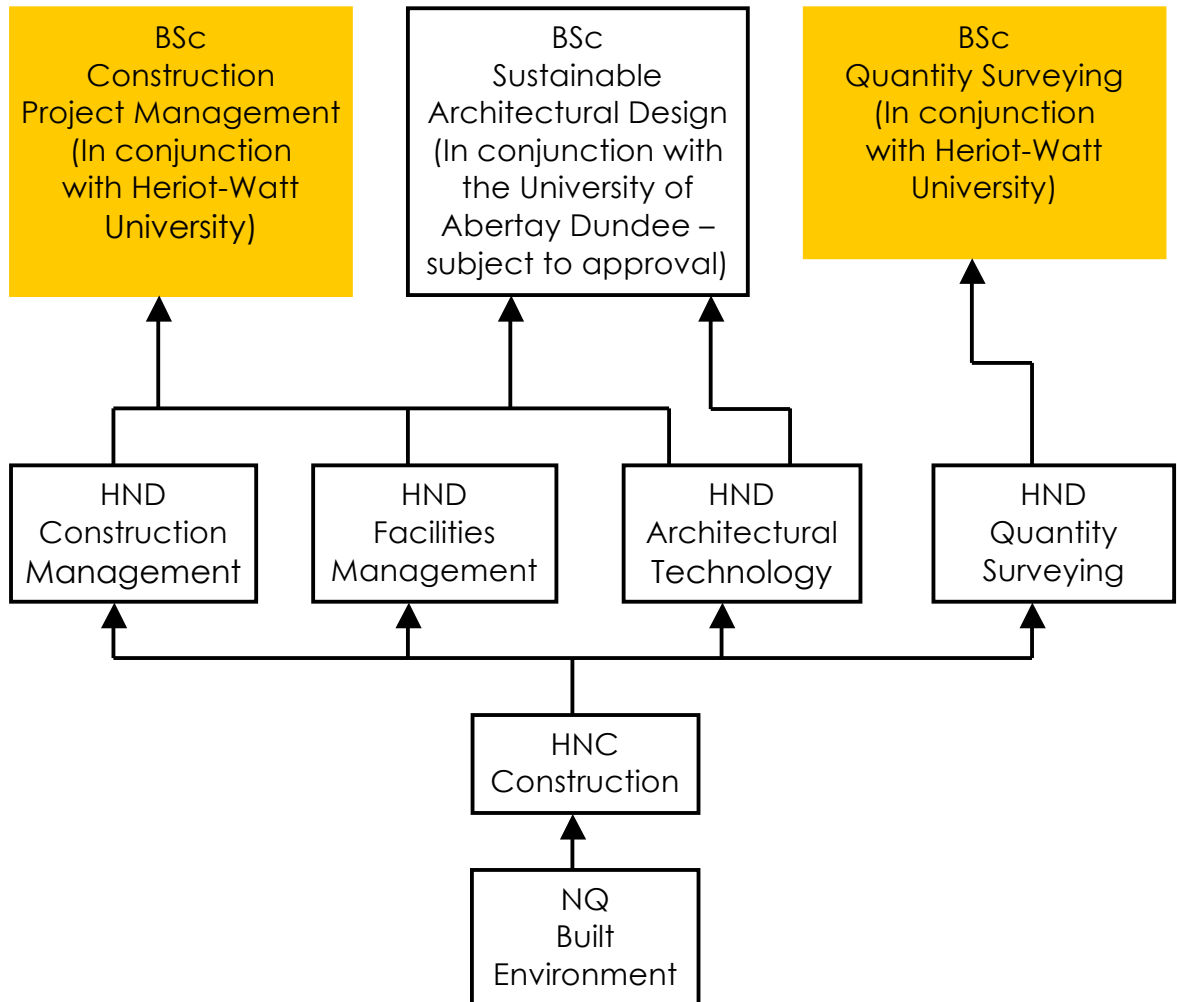 BSc
Construction
Project Management
(In conjunction
with Heriot-Watt
University)
BSc
Sustainable
Architectural Design
(In conjunction with
the University of
Abertay Dundee –
subject to approval)
BSc
Quantity Surveying
(In conjunction
with Heriot-Watt
University)
HND
Construction
Management
HND
Facilities
Management
HND
Architectural
Technology
HND
Quantity
Surveying
HNC
Construction
NQ
Built
Environment